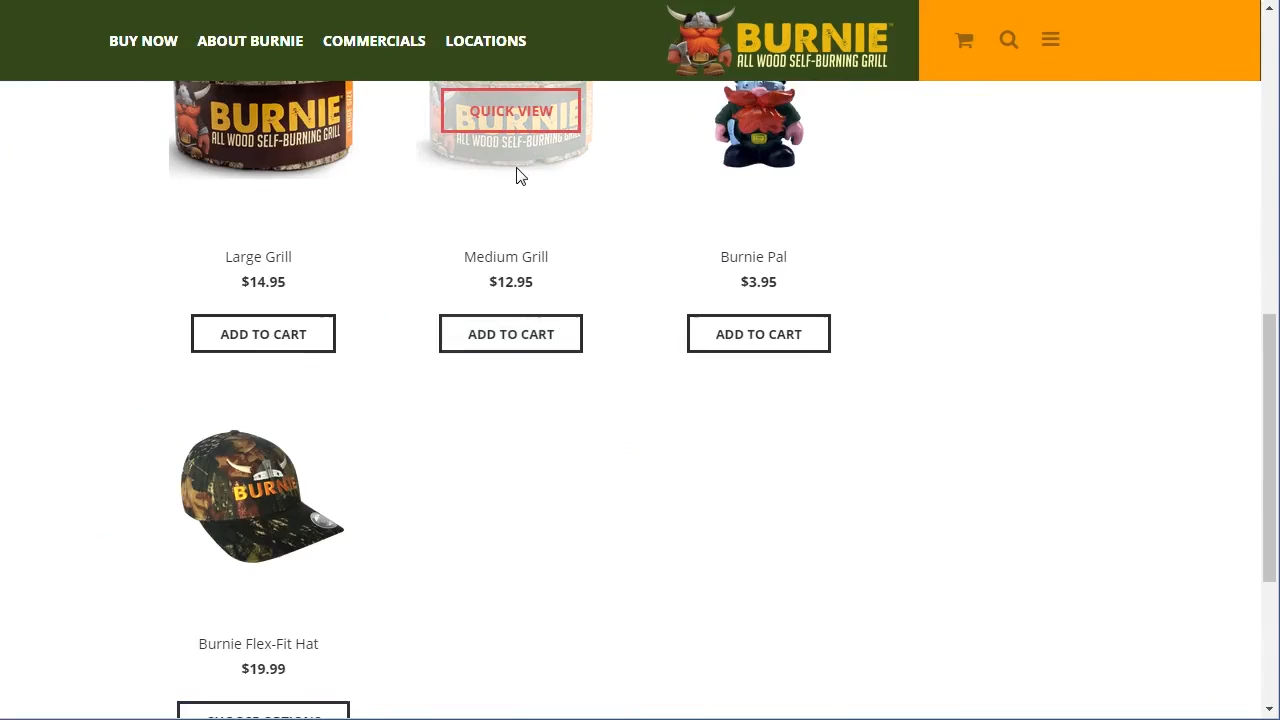 BUY NOW ABOUT BURNIE COMMERCIALS LOCATIONS
BURNIE
ALL WOOD SELF-BURNING GRILL
BURNIE
ALL WOOD SELF-BURNING GRILL
QUICK VIEW
BURNIE
ALL WOOD SELF-BURNING GRILL
Large Grill
$14.95
ADD TO CART
Medium Grill
$12.95
ADD TO CART
Burnie Pal
$3.95
ADD TO CART
BURNIE
Burnie Flex-Fit Hat
$19.99
CHOOSE OPTIONS